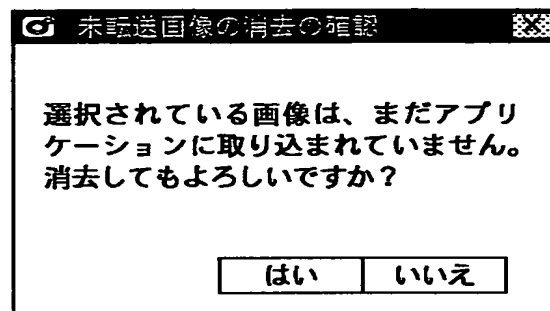 未転送画像の消去の確認
選択されている画像は、まだアプリ
ケーションに取り込まれていません。
消去してもよろしいですか？
はい
いいえ